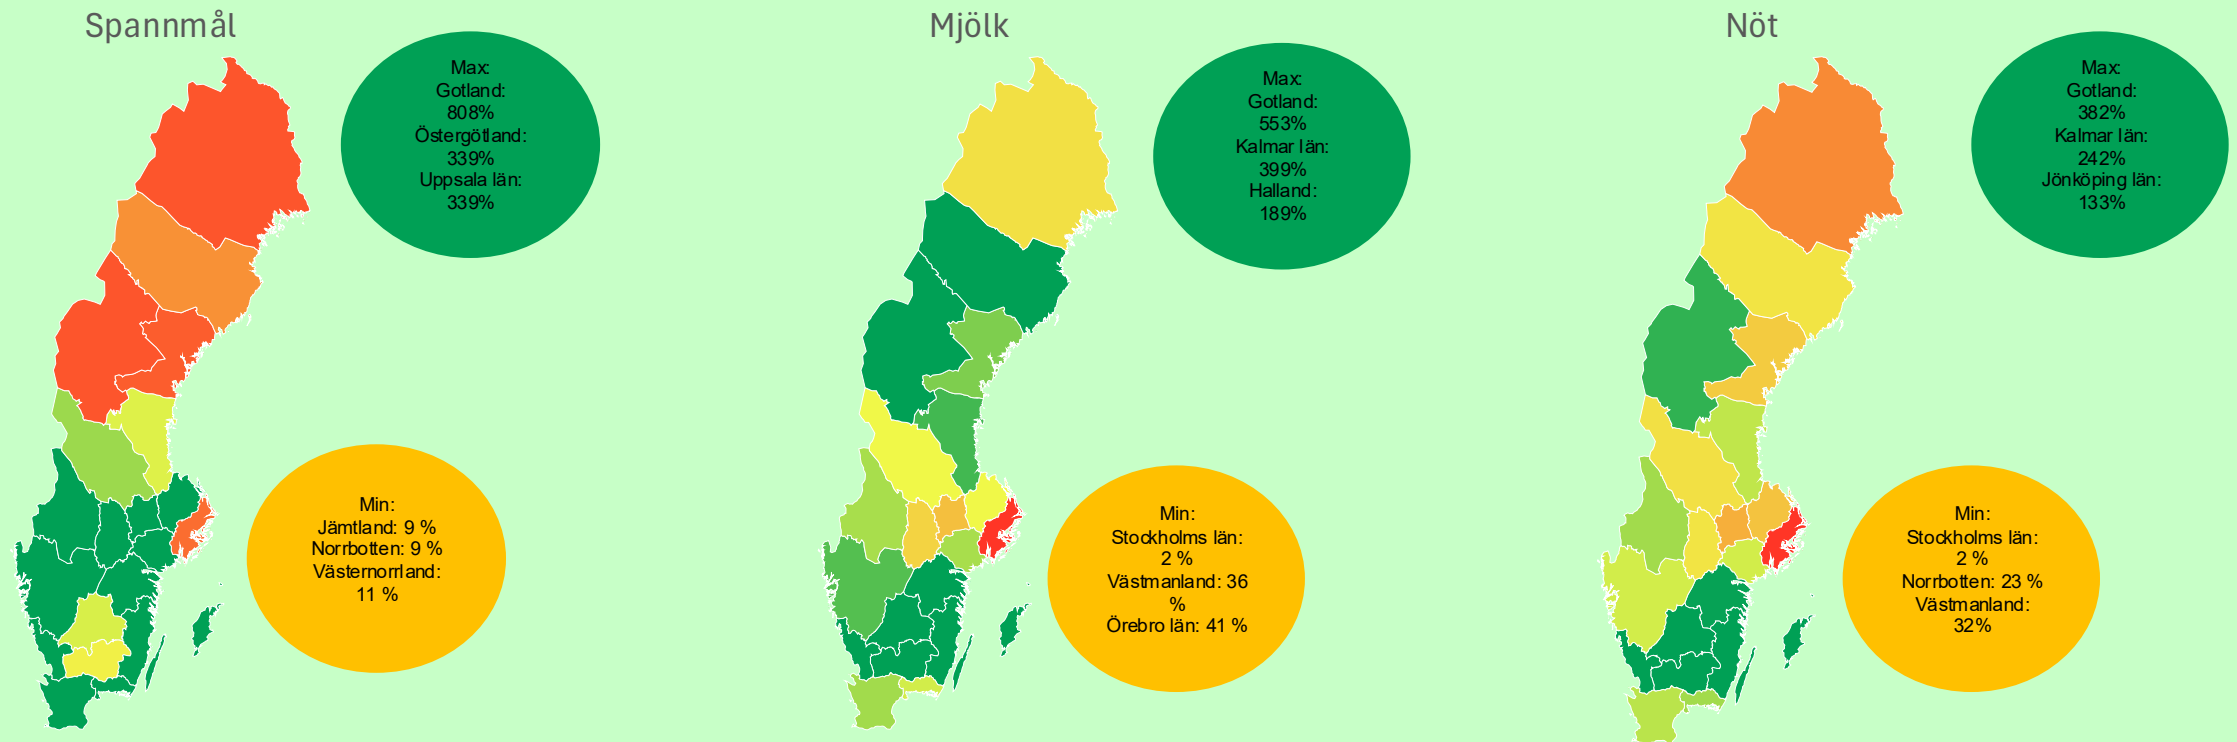 Spannmål
Max:
Gotland:
808%
Östergötland:
339%
Uppsala län:
339%
Min:
Jämtland: 9 %
Norrbotten: 9 %
Västernorrland:
11 %
Mjölk
Max:
Gotland:
553%
Kalmar län:
399%
Halland:
189%
Min:
Stockholms län:
2 %
Västmanland: 36
%
Örebro län: 41 %
Nöt
Max:
Gotland:
382%
Kalmar län:
242%
Jönköping län:
133%
Min:
Stockholms län:
2 %
Norrbotten: 23 %
Västmanland:
32%